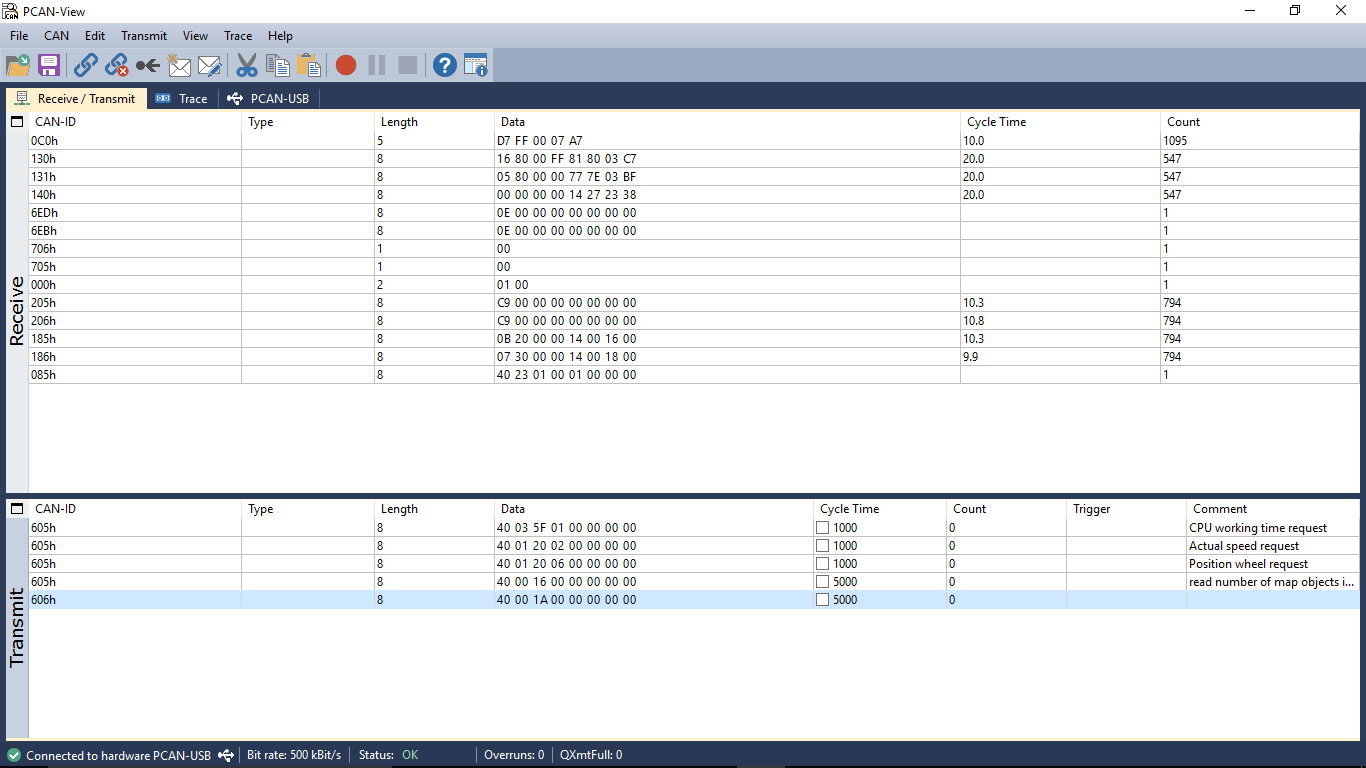 PCAN-View
File CAN Edit Transmit View Trace Help
Receive / Transmit Trace PCAN-USB
CAN-ID Type Length Data Cycle Time Count
0C0h 5 D7 FF 00 07 A7 10.0 1095
130h 8 16 80 00 FF 81 80 03 C7 20.0 547
131h 8 05 80 00 00 77 7E 03 BF 20.0 547
140h 8 00 00 00 00 14 27 23 38 20.0 547
6EDh 8 0E 00 00 00 00 00 00 00 1
6EBh 8 0E 00 00 00 00 00 00 00 1
706h 1 00 1
705h 1 00 1
000h 2 01 00 1
205h 8 C9 00 00 00 00 00 00 00 10.3 794
206h 8 C9 00 00 00 00 00 00 00 10.8 794
185h 8 0B 20 00 00 14 00 16 00 10.3 794
186h 8 07 30 00 00 14 00 18 00 9.9 794
085h 8 40 23 01 00 01 00 00 00 1
Receive
CAN-ID Type Length Data Cycle Time Count Trigger Comment
605h 8 40 03 5F 01 00 00 00 00 1000 0 CPU working time request
605h 8 40 01 20 02 00 00 00 00 1000 0 Actual speed request
605h 8 40 01 20 06 00 00 00 00 1000 0 Position wheel request
605h 8 40 00 16 00 00 00 00 00 5000 0 read number of map objects i...
606h 8 40 00 1A 00 00 00 00 00 5000 0
Transmit
Connected to hardware PCAN-USB Bit rate: 500 kBit/s Status: OK Overruns: 0 QXmtFull: 0